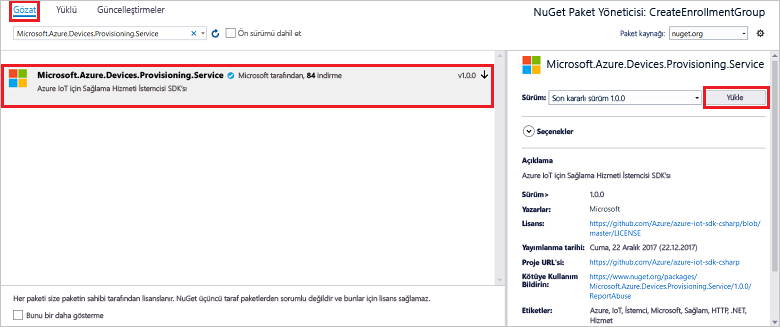 Gözat
Yüklü
Güncelleştirmeler
NuGet Paket Yöneticisi: CreateEnrollmentGroup
Microsoft.Azure.Devices.Provisioning.Service
Ön sürümü dahil et
Paket kaynağı: nuget.org
Microsoft.Azure.Devices.Provisioning.Service Microsoft tarafından, 84 indirme
v1.0.0
Azure IoT için Sağlama Hizmeti İstemcisi SDK'sı
Her paketi size paketin sahibi tarafından lisanslanır. NuGet üçüncü taraf paketlerden sorumlu değildir ve bunlar için lisans sağlamaz.
Bunu bir daha gösterme
Microsoft.Azure.Devices.Provisioning.Service
Sürüm: Son kararlı sürüm 1.0.0
Yükle
Seçenekler
Açıklama
Azure IoT için Sağlama Hizmeti İstemcisi SDK'sı
Sürüm> 1.0.0
Yazarlar: Microsoft
Lisans: https://github.com/Azure/azure-iot-sdk-csharp/blob/
master/LICENSE
Yayımlanma tarihi: Cuma, 22 Aralık 2017 (22.12.2017)
Proje URL'si: https://github.com/Azure/azure-iot-sdk-csharp
Kötüye Kullanım https://www.nuget.org/packages/
Bildirin: Microsoft.Azure.Devices.Provisioning.Service/1.0.0/
ReportAbuse
Etiketler: Azure, IoT, İstemci, Microsoft, Sağlam, HTTP, .NET,
Hizmet